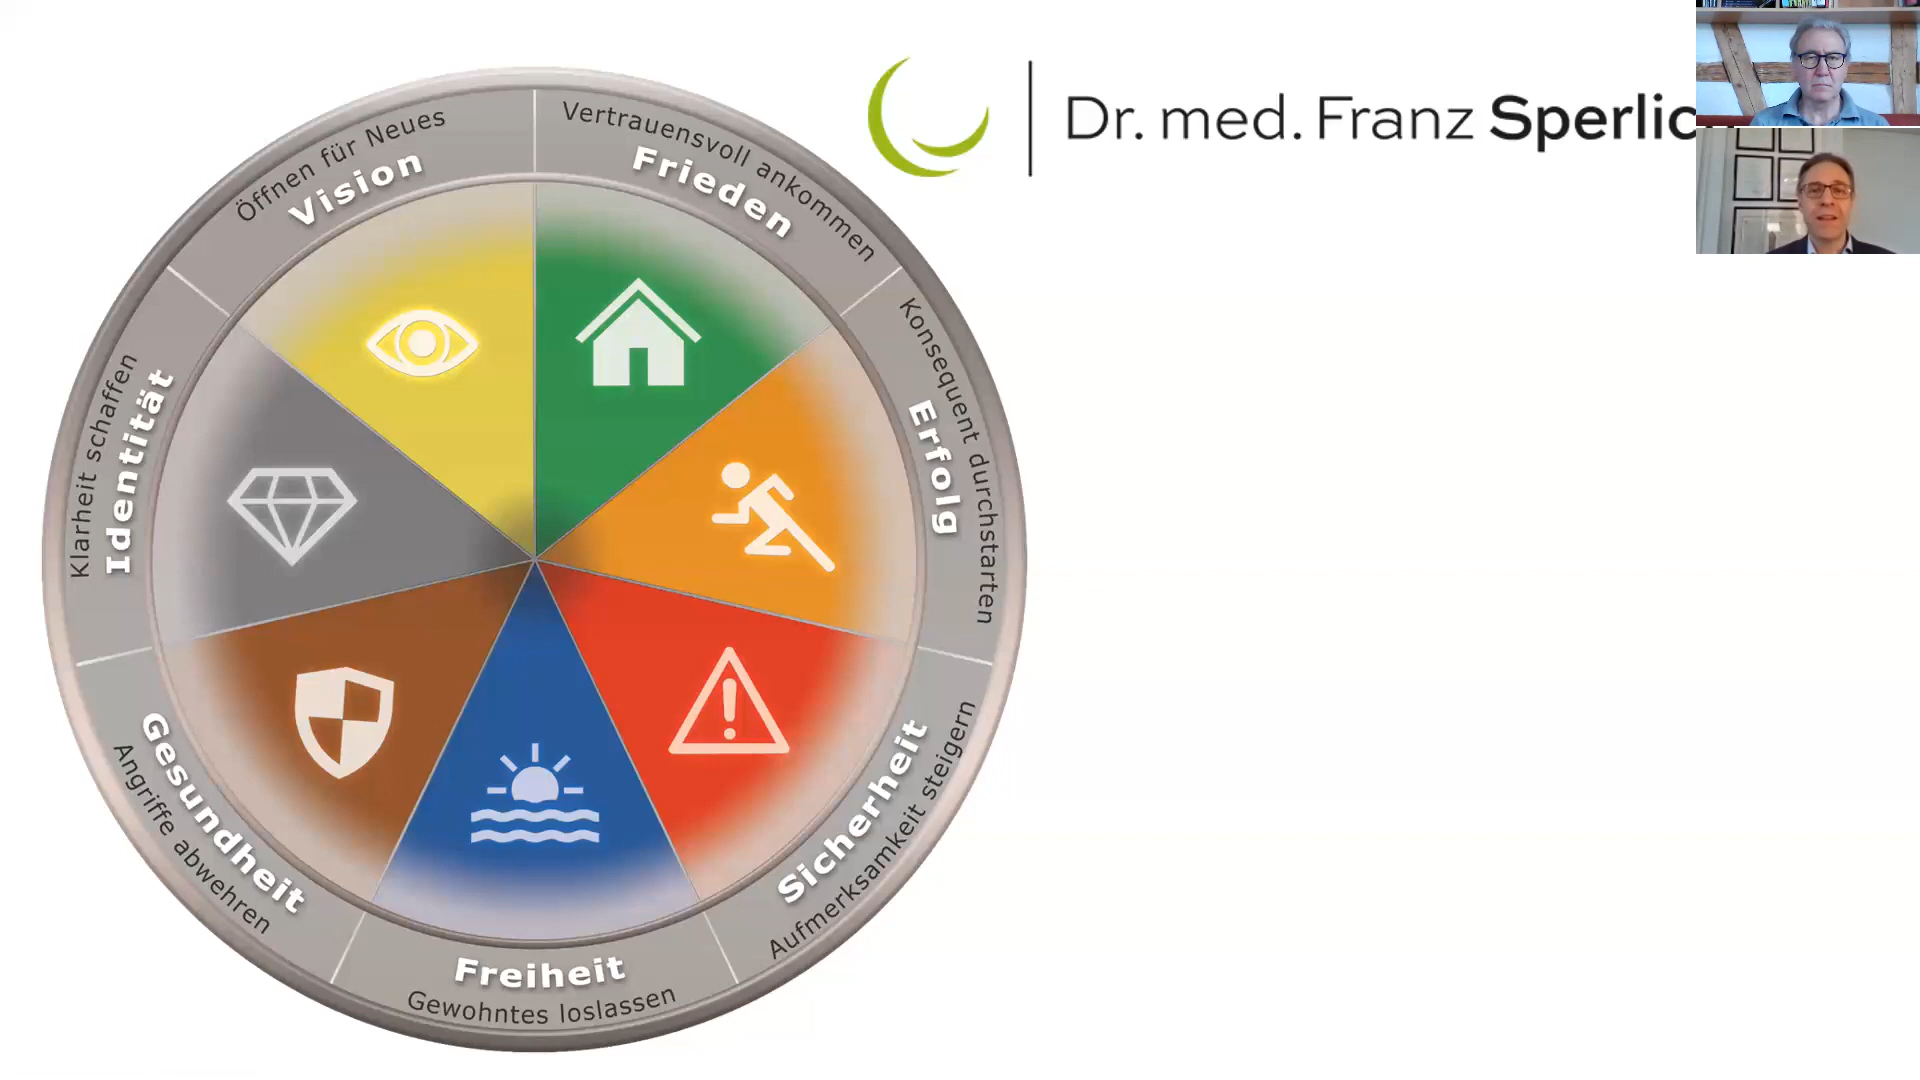 Dr. med. Franz Sperlic
Öffnen für Neues
Vision
Vertrauensvoll ankommen
Frieden
Konsequent durchstarten
Erfolg
Aufmerksamkeit steigern
Sicherheit
Freiheit
Gewohntes loslassen
Gesundheit
Angriffe abwehren
Klarheit schaffen
Identität